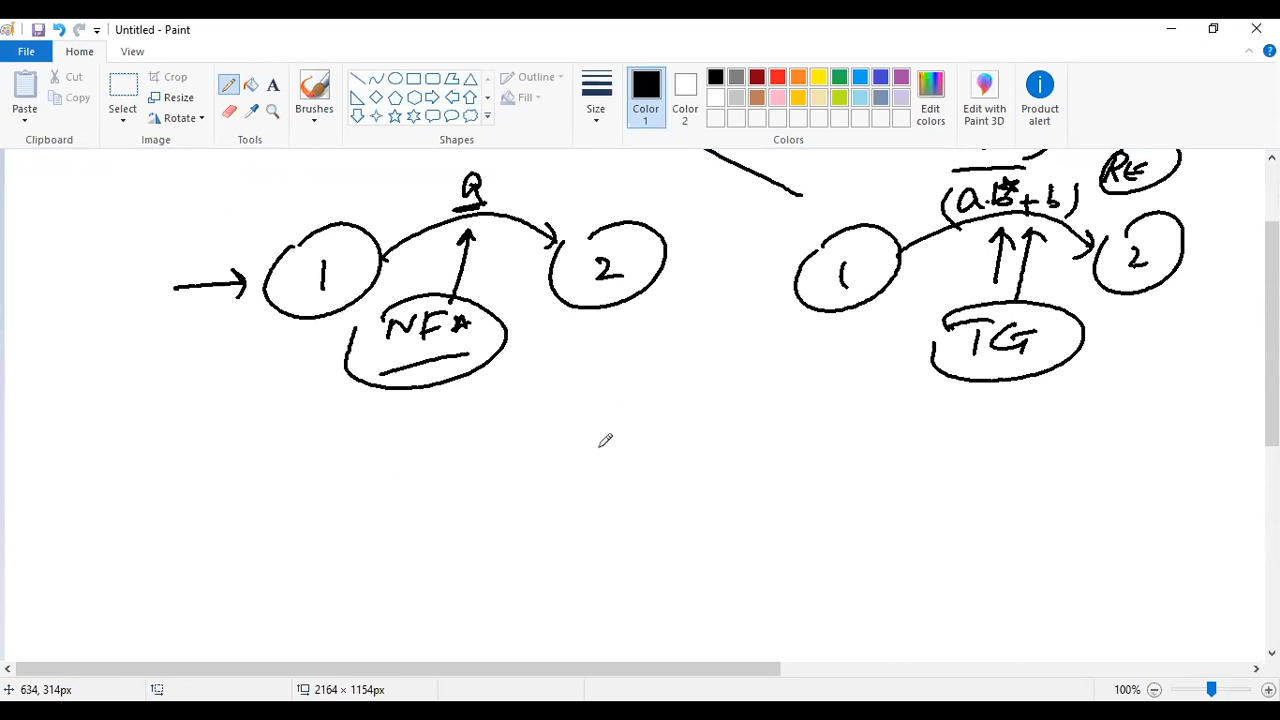 Untitled - Paint
File
Home
View
Paste
Cut
Copy
Clipboard
Select
Crop
Resize
Rotate
Image
Tools
Brushes
Shapes
Outline
Fill
Size
Color 1
Color 2
Colors
Edit colors
Edit with Paint 3D
Product alert
RE
a
(a.b*+b)
1
2
1
2
NFA
TG
634, 314px
2164 × 1154px
100%